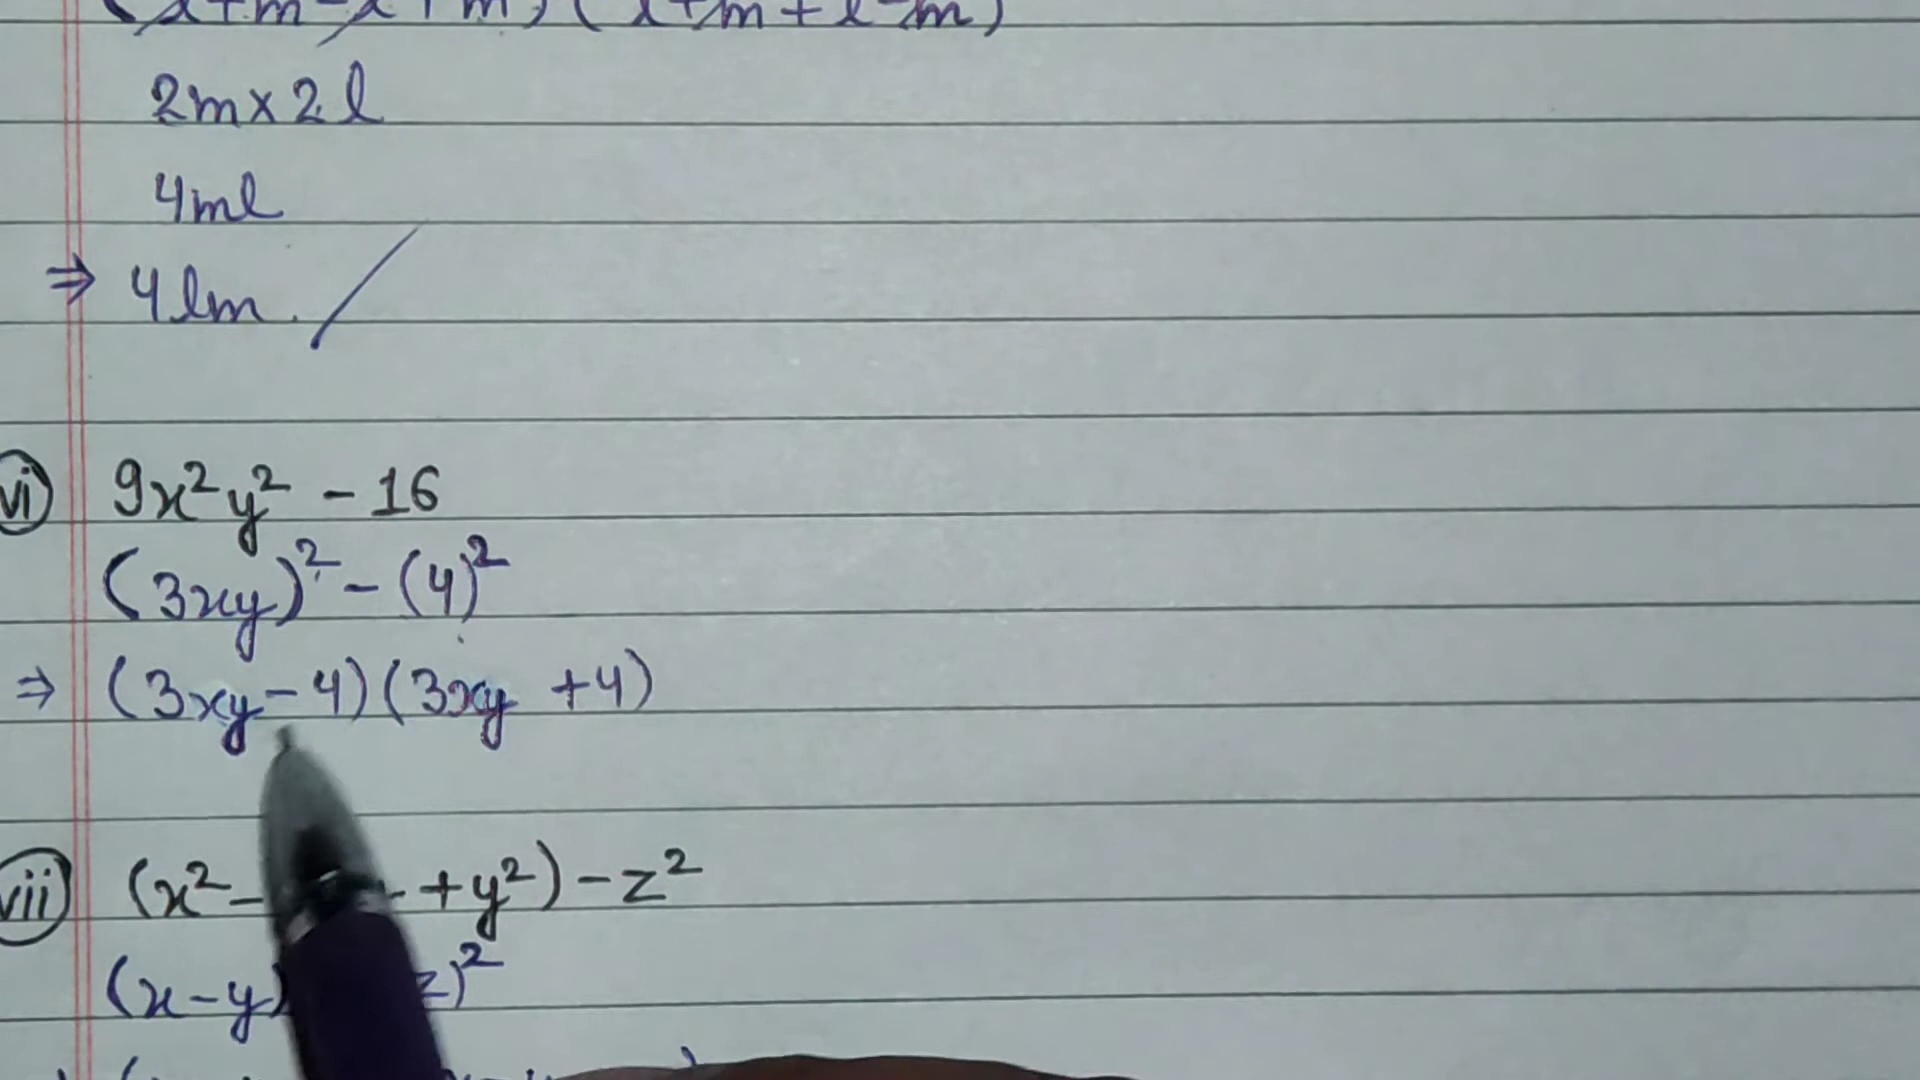 (l+m-l+m)(l+m+l-m)
2m×2l
4ml
⇒ 4lm.
vi) 9x²y² - 16
(3xy)² - (4)²
⇒ (3xy-4)(3xy +4)
vii) (x² - + y²) - z²
(x-y) z)²